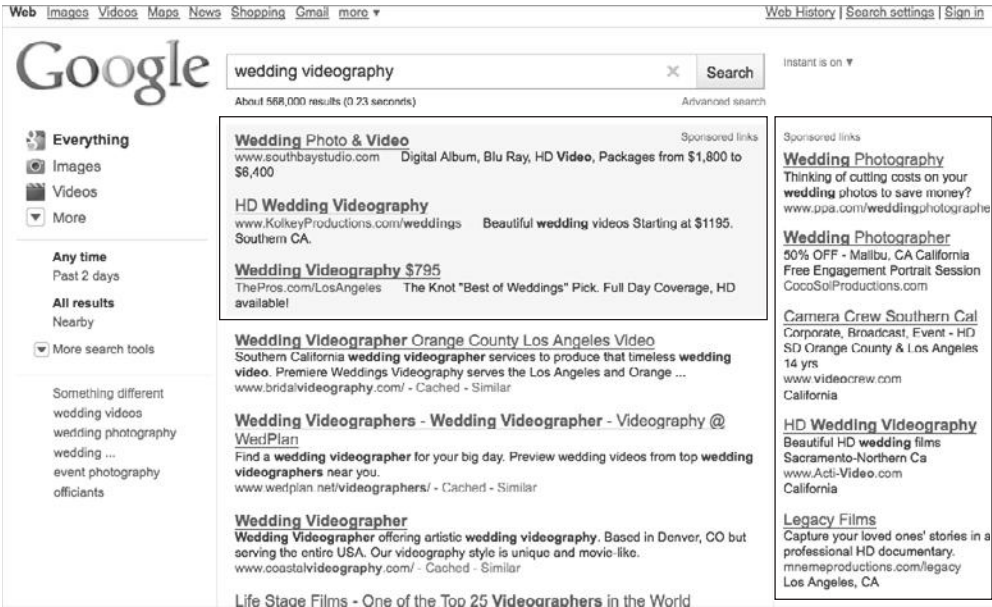 Web Images Videos Maps News Shopping Gmail more ▼
Web History | Search settings | Sign in
Google
wedding videography
× Search
Instant is on ▼
About 568,000 results (0.23 seconds)
Advanced search
Everything
Images
Videos
More
Any time
Past 2 days
All results
Nearby
More search tools
Something different
wedding videos
wedding photography
wedding ...
event photography
officiants
Wedding Photo & Video
Sponsored links
www.southbaystudio.com Digital Album, Blu Ray, HD Video, Packages from $1,800 to
$6,400
HD Wedding Videography
www.KolkeyProductions.com/weddings Beautiful wedding videos Starting at $1195.
Southern CA.
Wedding Videography $795
ThePros.com/LosAngeles The Knot "Best of Weddings" Pick. Full Day Coverage, HD
available!
Wedding Videographer Orange County Los Angeles Video
Southern California wedding videographer services to produce that timeless wedding
video. Premiere Weddings Videography serves the Los Angeles and Orange ...
www.bridalvideography.com/ - Cached - Similar
Wedding Videographers - Wedding Videographer - Videography @
WedPlan
Find a wedding videographer for your big day. Preview wedding videos from top wedding
videographers near you.
www.wedplan.net/videographers/ - Cached - Similar
Wedding Videographer
Wedding Videographer offering artistic wedding videography. Based in Denver, CO but
serving the entire USA. Our videography style is unique and movie-like.
www.coastalvideography.com/ - Cached - Similar
Life Stage Films - One of the Top 25 Videographers in the World
Sponsored links
Wedding Photography
Thinking of cutting costs on your
wedding photos to save money?
www.ppa.com/weddingphotographe
Wedding Photographer
50% OFF - Malibu, CA California
Free Engagement Portrait Session
CocoSolProductions.com
Camera Crew Southern Cal
Corporate, Broadcast, Event - HD
SD Orange County & Los Angeles
14 yrs
www.videocrew.com
California
HD Wedding Videography
Beautiful HD wedding films
Sacramento-Northern Ca
www.Acti-Video.com
California
Legacy Films
Capture your loved ones' stories in a
professional HD documentary.
mnemeproductions.com/legacy
Los Angeles, CA